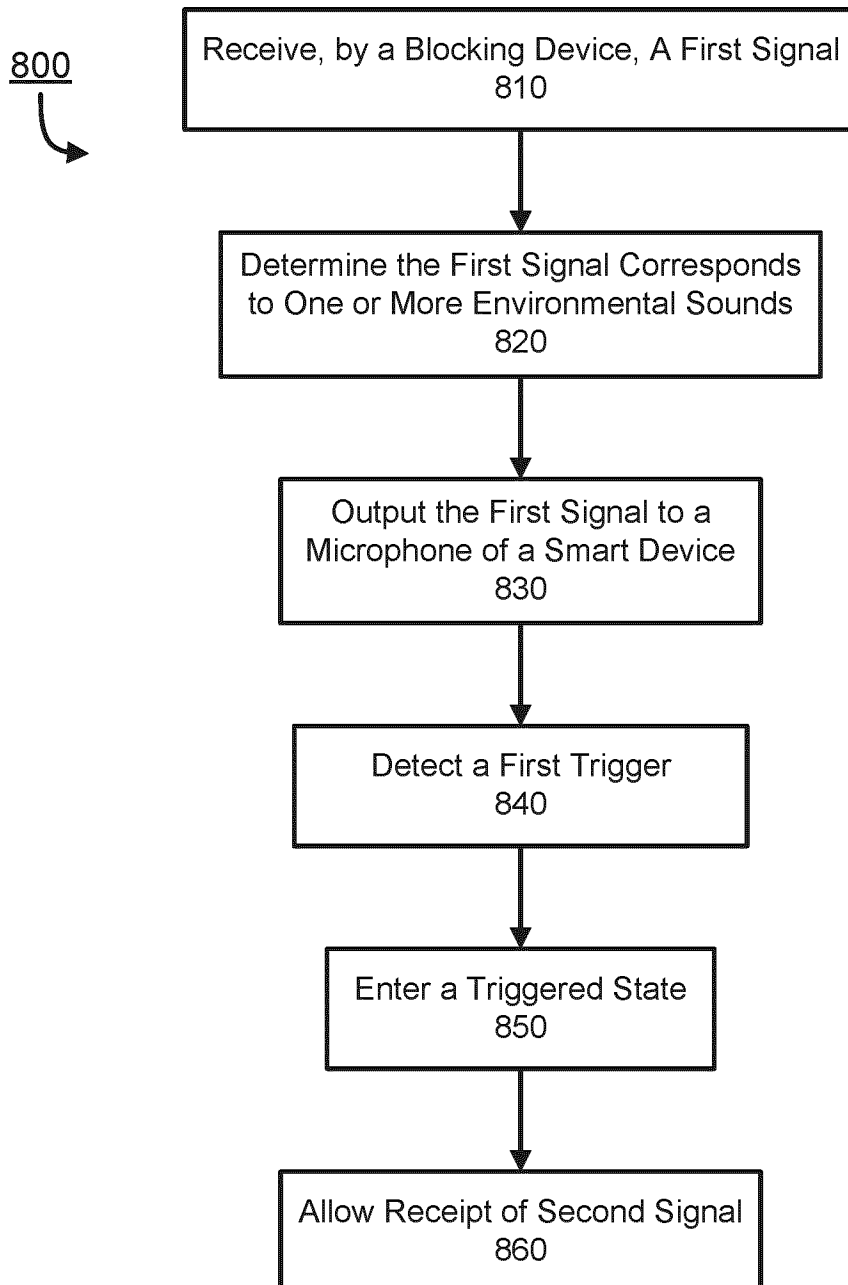 800
Receive, by a Blocking Device, A First Signal
810
Determine the First Signal Corresponds
to One or More Environmental Sounds
820
Output the First Signal to a
Microphone of a Smart Device
830
Detect a First Trigger
840
Enter a Triggered State
850
Allow Receipt of Second Signal
860